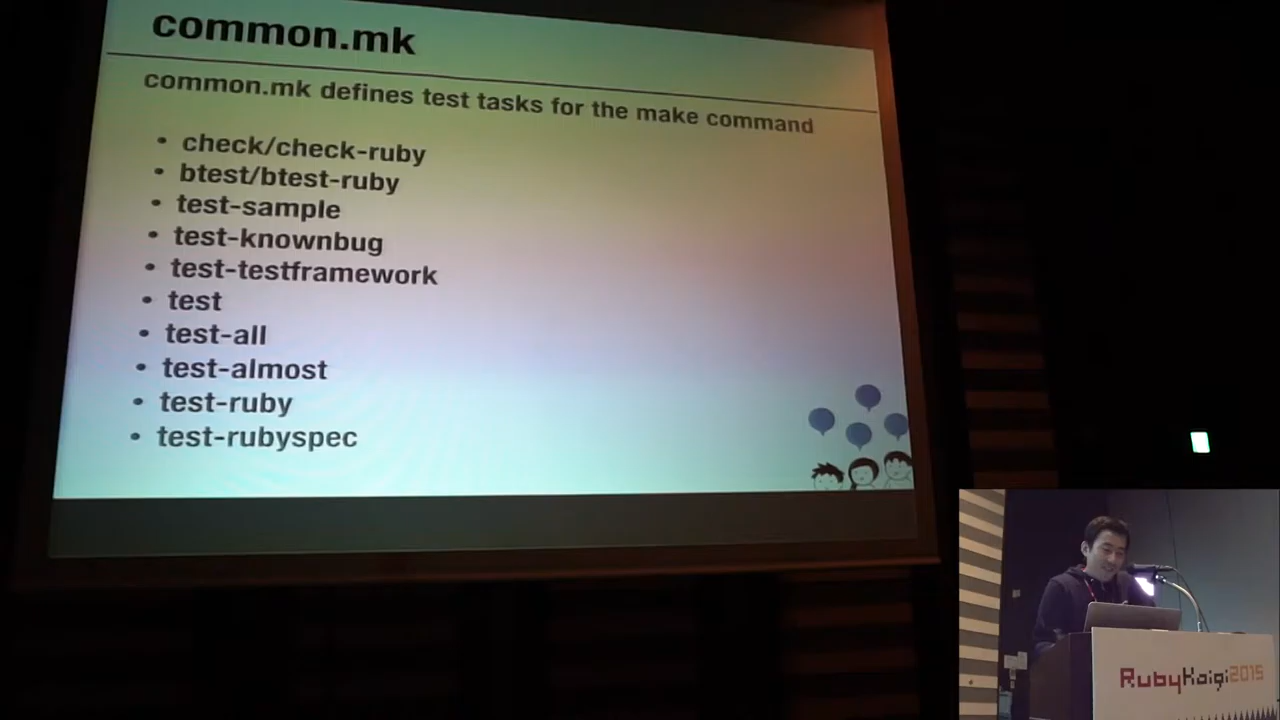 common.mk
common.mk defines test tasks for the make command
• check/check-ruby
• btest/btest-ruby
• test-sample
• test-knownbug
• test-testframework
• test
• test-all
• test-almost
• test-ruby
• test-rubyspec
RubyKaigi2015